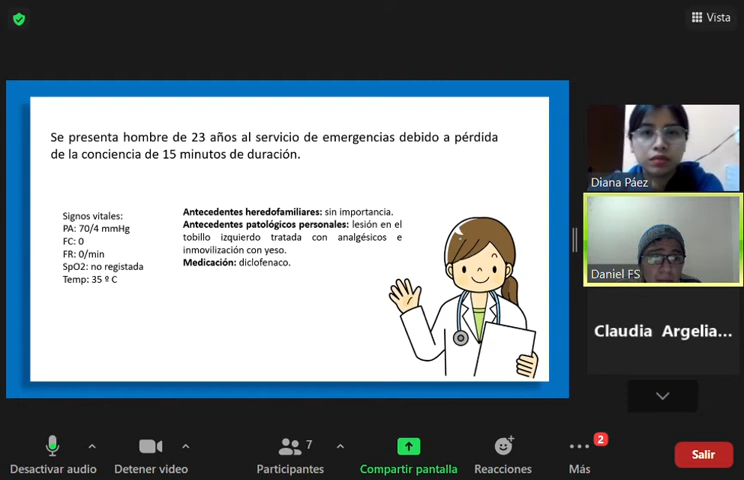 Vista
Se presenta hombre de 23 años al servicio de emergencias debido a pérdida
de la conciencia de 15 minutos de duración.
Signos vitales:
PA: 70/4 mmHg
FC: 0
FR: 0/min
SpO2: no registada
Temp: 35 º C
Antecedentes heredofamiliares: sin importancia.
Antecedentes patológicos personales: lesión en el
tobillo izquierdo tratada con analgésicos e
inmovilización con yeso.
Medicación: diclofenaco.
Diana Páez
Daniel FS
Claudia Argelia...
Desactivar audio
Detener video
Participantes
7
Compartir pantalla
Reacciones
Más
2
Salir